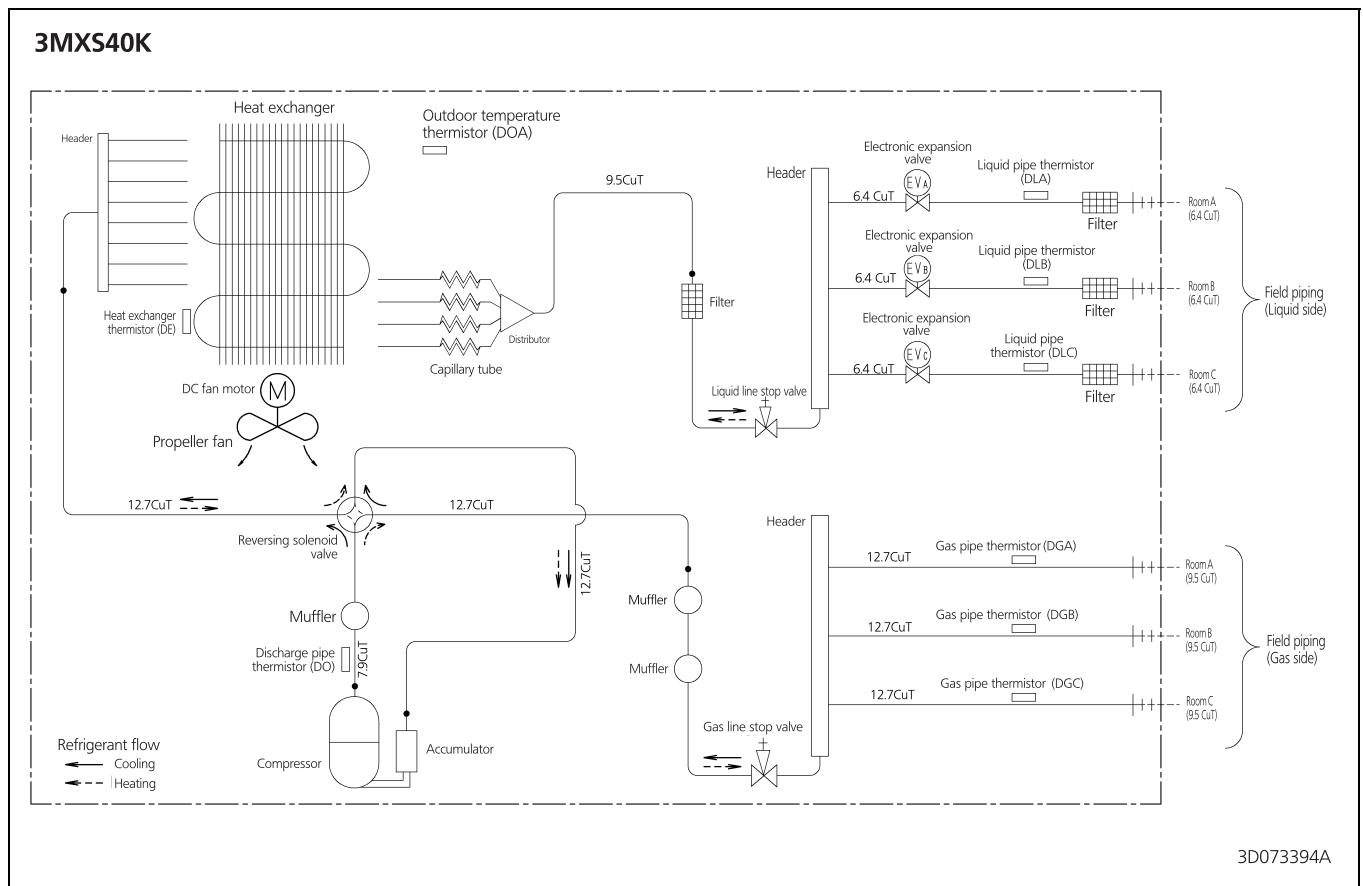 3MXS40K
Heat exchanger
Header
Outdoor temperature
thermistor (DOA)
9.5CuT
Header
Electronic expansion
valve
EVA
6.4 CuT
Liquid pipe thermistor
(DLA)
Filter
Room A
(6.4 CuT)
Electronic expansion
valve
EVB
6.4 CuT
Liquid pipe thermistor
(DLB)
Filter
Room B
(6.4 CuT)
Electronic expansion
valve
EVC
6.4 CuT
Liquid pipe
thermistor (DLC)
Filter
Room C
(6.4 CuT)
Field piping
(Liquid side)
Heat exchanger
thermistor (DE)
Capillary tube
Distributor
Filter
Liquid line stop valve
DC fan motor
M
Propeller fan
12.7CuT
12.7CuT
Reversing solenoid
valve
12.7CuT
Muffler
Discharge pipe
thermistor (DO)
7.9CuT
Compressor
Accumulator
Muffler
Muffler
Gas line stop valve
Header
12.7CuT
Gas pipe thermistor (DGA)
Room A
(9.5 CuT)
12.7CuT
Gas pipe thermistor (DGB)
Room B
(9.5 CuT)
12.7CuT
Gas pipe thermistor (DGC)
Room C
(9.5 CuT)
Field piping
(Gas side)
Refrigerant flow
Cooling
Heating
3D073394A